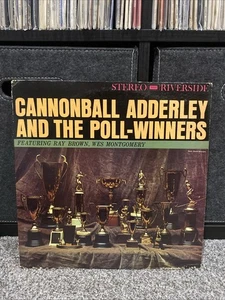 STEREO RIVERSIDE
CANNONBALL ADDERLEY
AND THE POLL-WINNERS
FEATURING RAY BROWN, WES MONTGOMERY